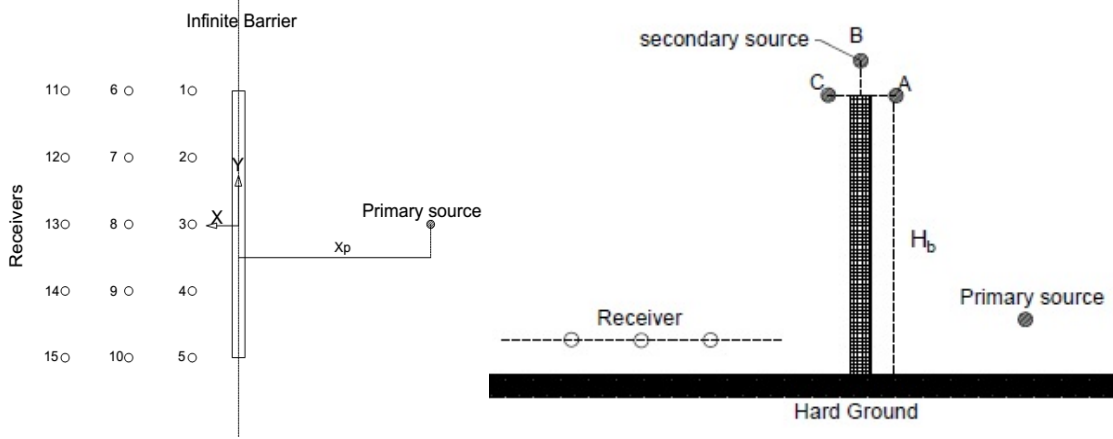 Infinite Barrier
11 6 1
12 7 2
Y
X
13 8 3
Primary source
Xp
14 9 4
15 10 5
Receivers
B
secondary source
C A
Hb
Primary source
Receiver
Hard Ground